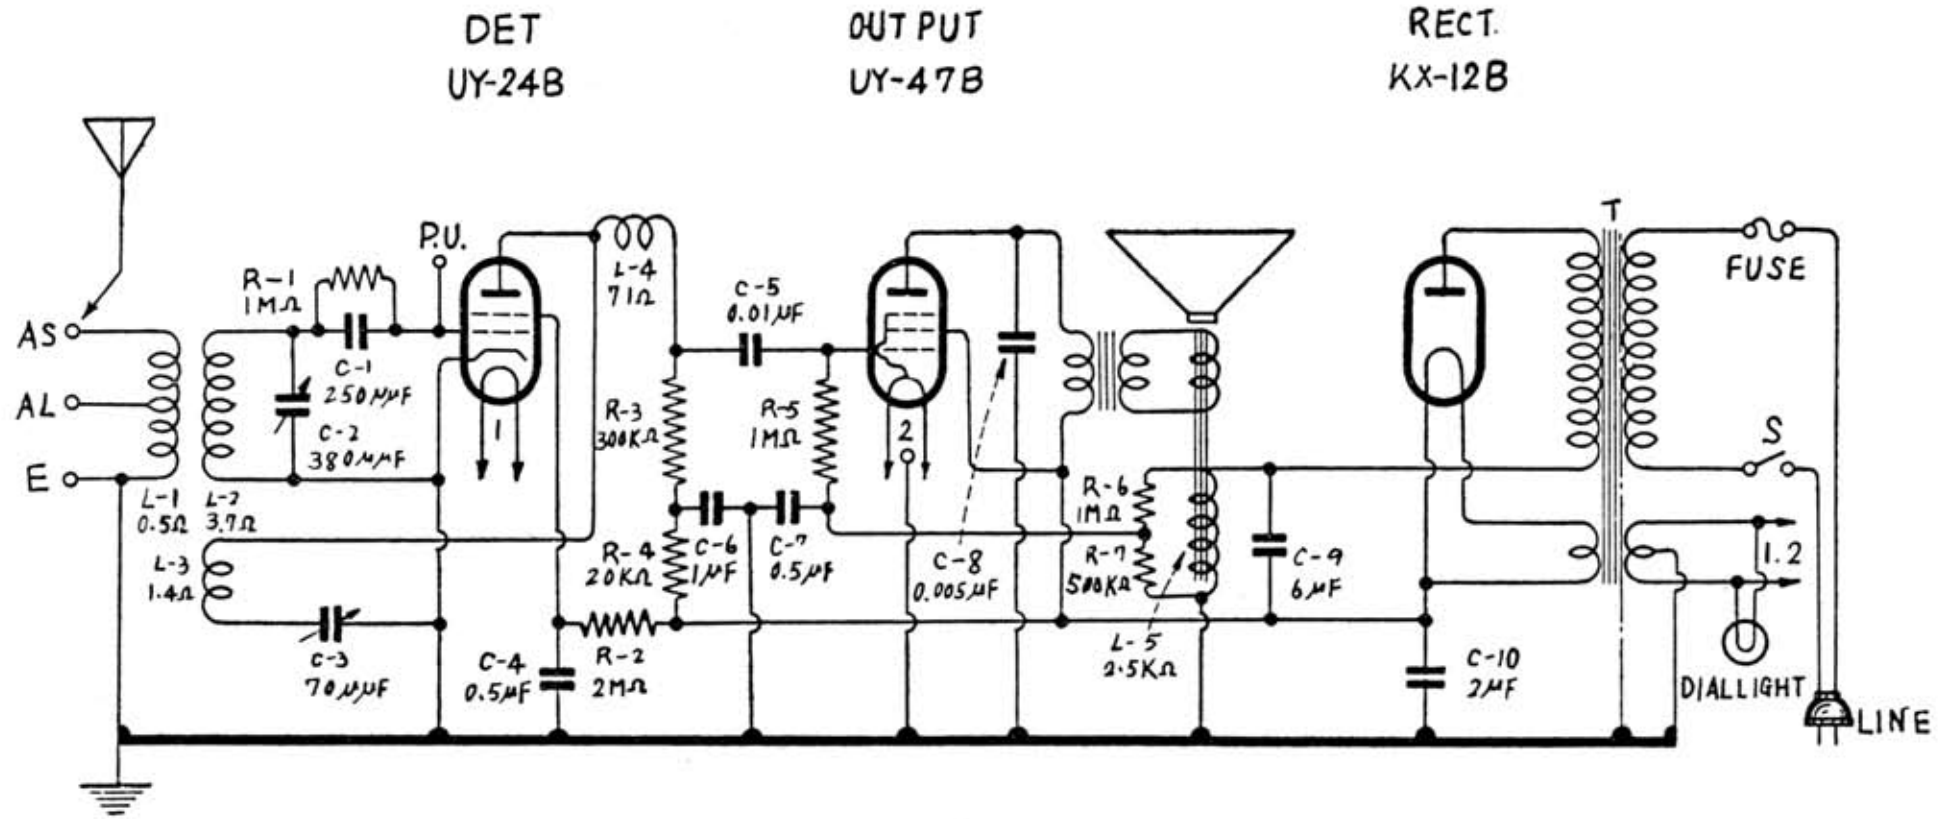 DET
UY-24B
OUTPUT
UY-47B
RECT.
KX-12B
P.U.
T
R-1
1MΩ
L-4
71Ω
C-5
0.01μF
FUSE
AS
C-1
250μμF
AL
C-2
380μμF
1
R-3
300KΩ
R-5
1MΩ
2
S
E
L-1
0.5Ω
L-2
3.7Ω
R-6
1MΩ
L-3
1.4Ω
R-4
20KΩ
C-6
1μF
C-7
0.5μF
C-8
0.005μF
R-7
500KΩ
C-9
6μF
1.2
C-3
70μμF
C-4
0.5μF
R-2
2MΩ
L-5
2.5KΩ
C-10
2μF
DIALLIGHT
LINE